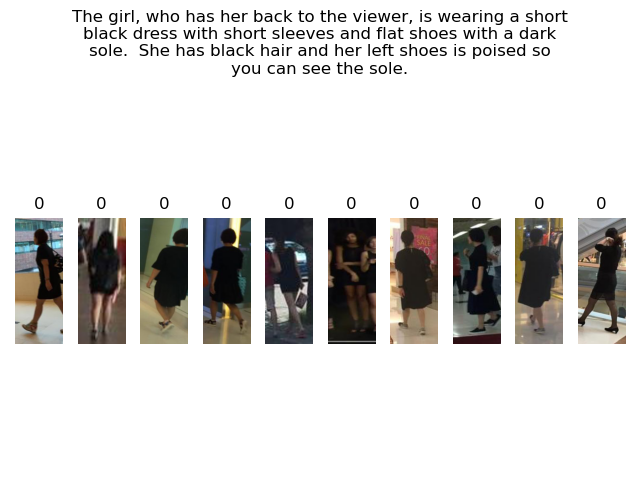 The girl, who has her back to the viewer, is wearing a short
black dress with short sleeves and flat shoes with a dark
sole.  She has black hair and her left shoes is poised so
you can see the sole.
0 0 0 0 0 0 0 0 0 0